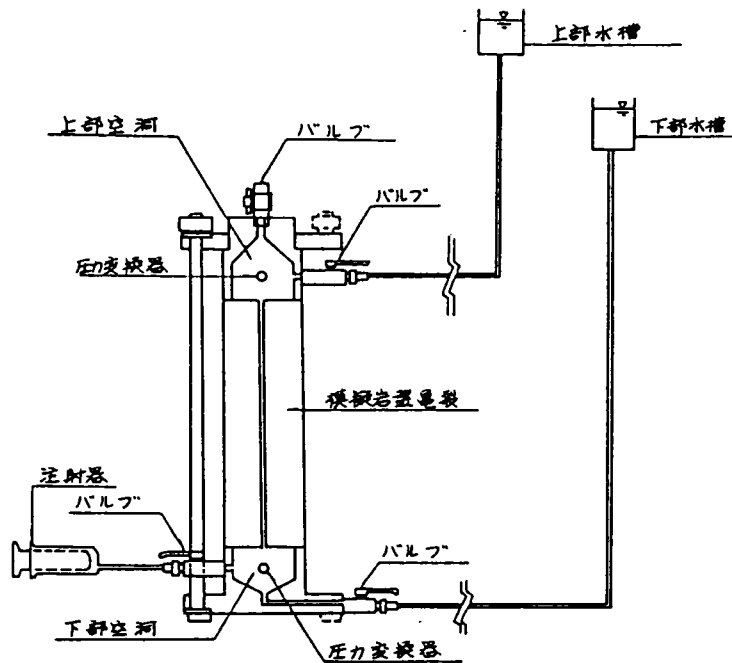 上部水槽
下部水槽
上部空洞
バルブ
バルブ
圧力変換器
模擬岩盤亀裂
注射器
バルブ
バルブ
下部空洞
圧力変換器